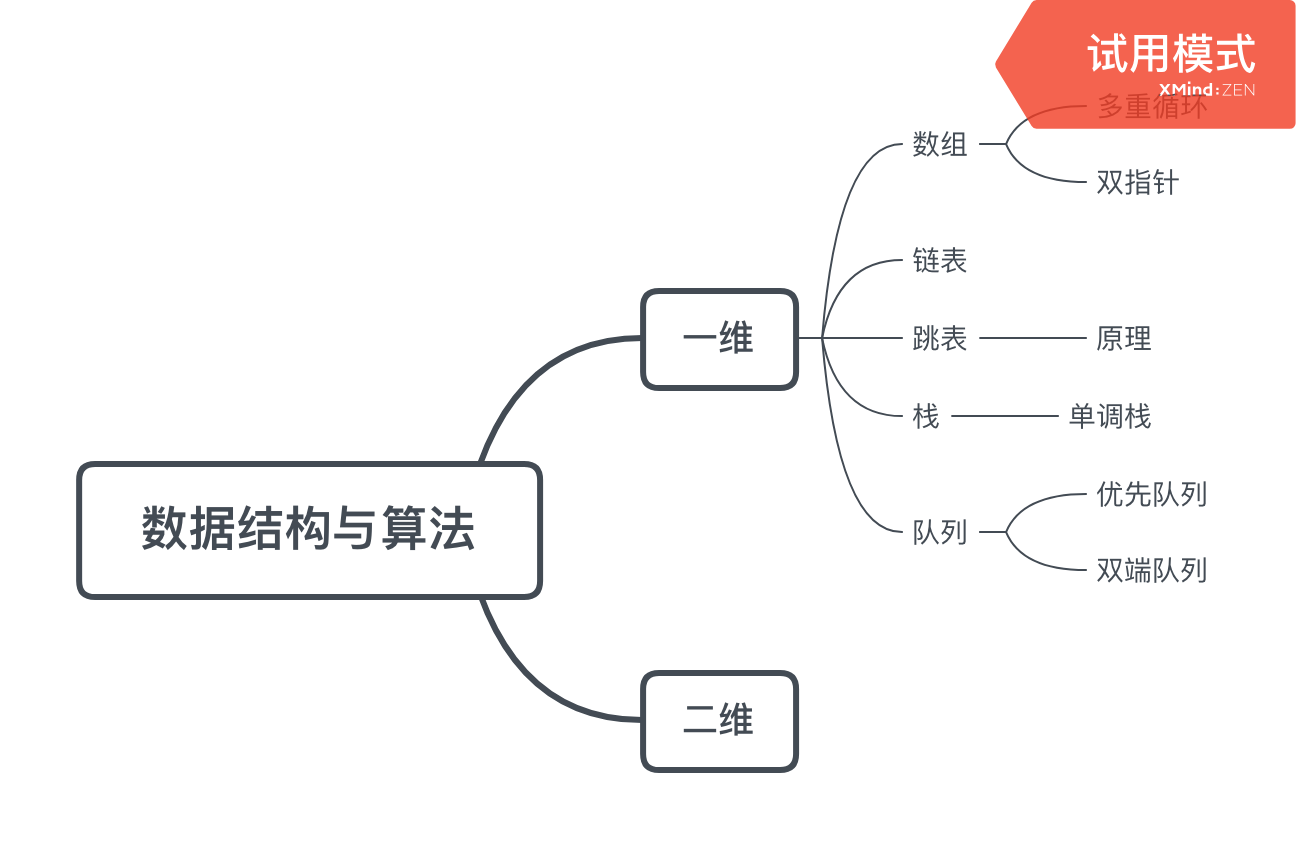 试用模式
XMind:ZEN
多重循环
数组
双指针
链表
一维
跳表
原理
栈
单调栈
优先队列
数据结构与算法
队列
双端队列
二维